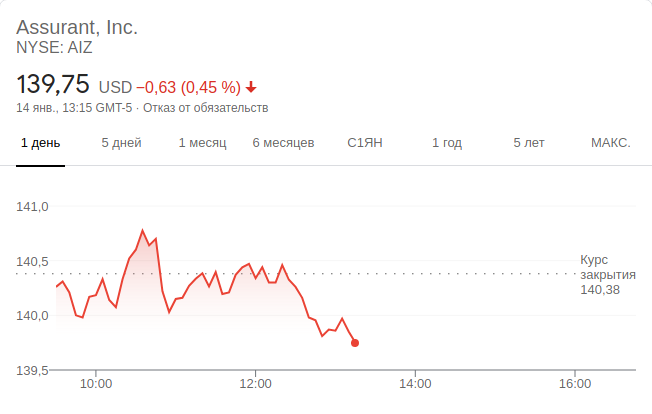 Assurant, Inc.
NYSE: AIZ
139,75 USD −0,63 (0,45 %)
14 янв., 13:15 GMT-5 · Отказ от обязательств
1 день 5 дней 1 месяц 6 месяцев С1ЯН 1 год 5 лет МАКС.
141,0
140,5
140,0
139,5
Курс
закрытия
140,38
10:00 12:00 14:00 16:00